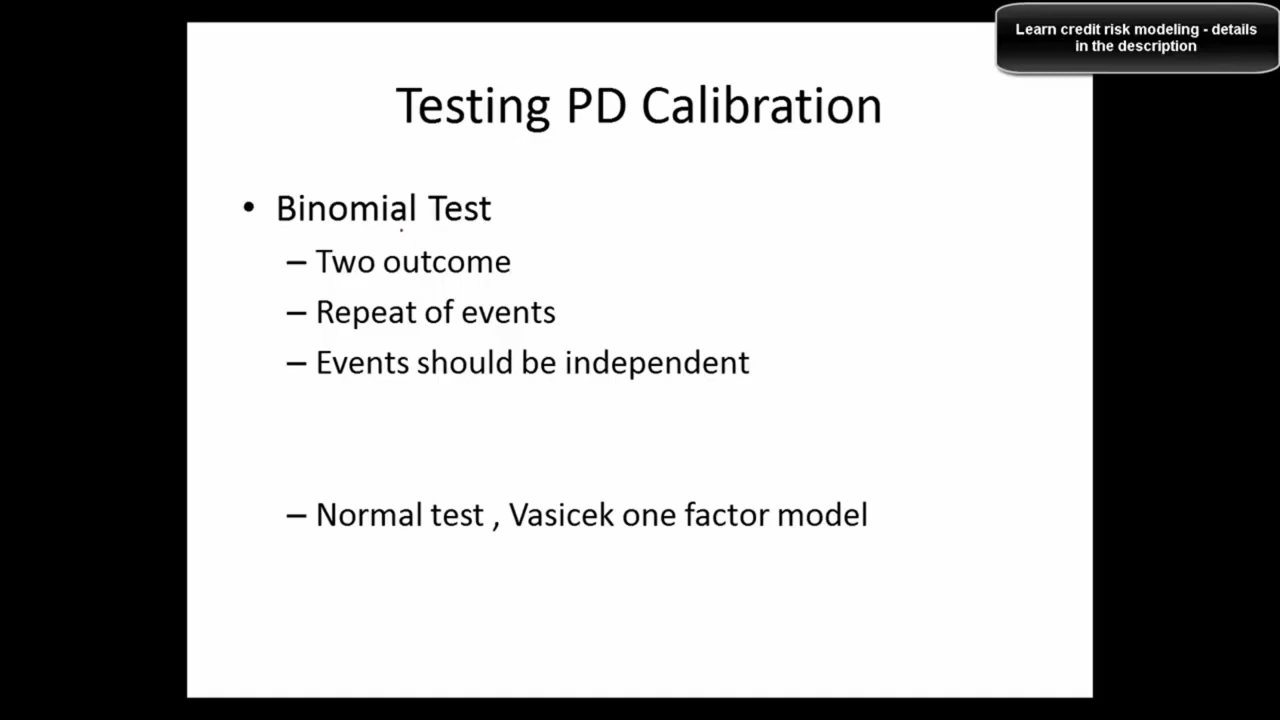 Learn credit risk modeling - details
in the description
Testing PD Calibration
• Binomial Test
– Two outcome
– Repeat of events
– Events should be independent
– Normal test , Vasicek one factor model